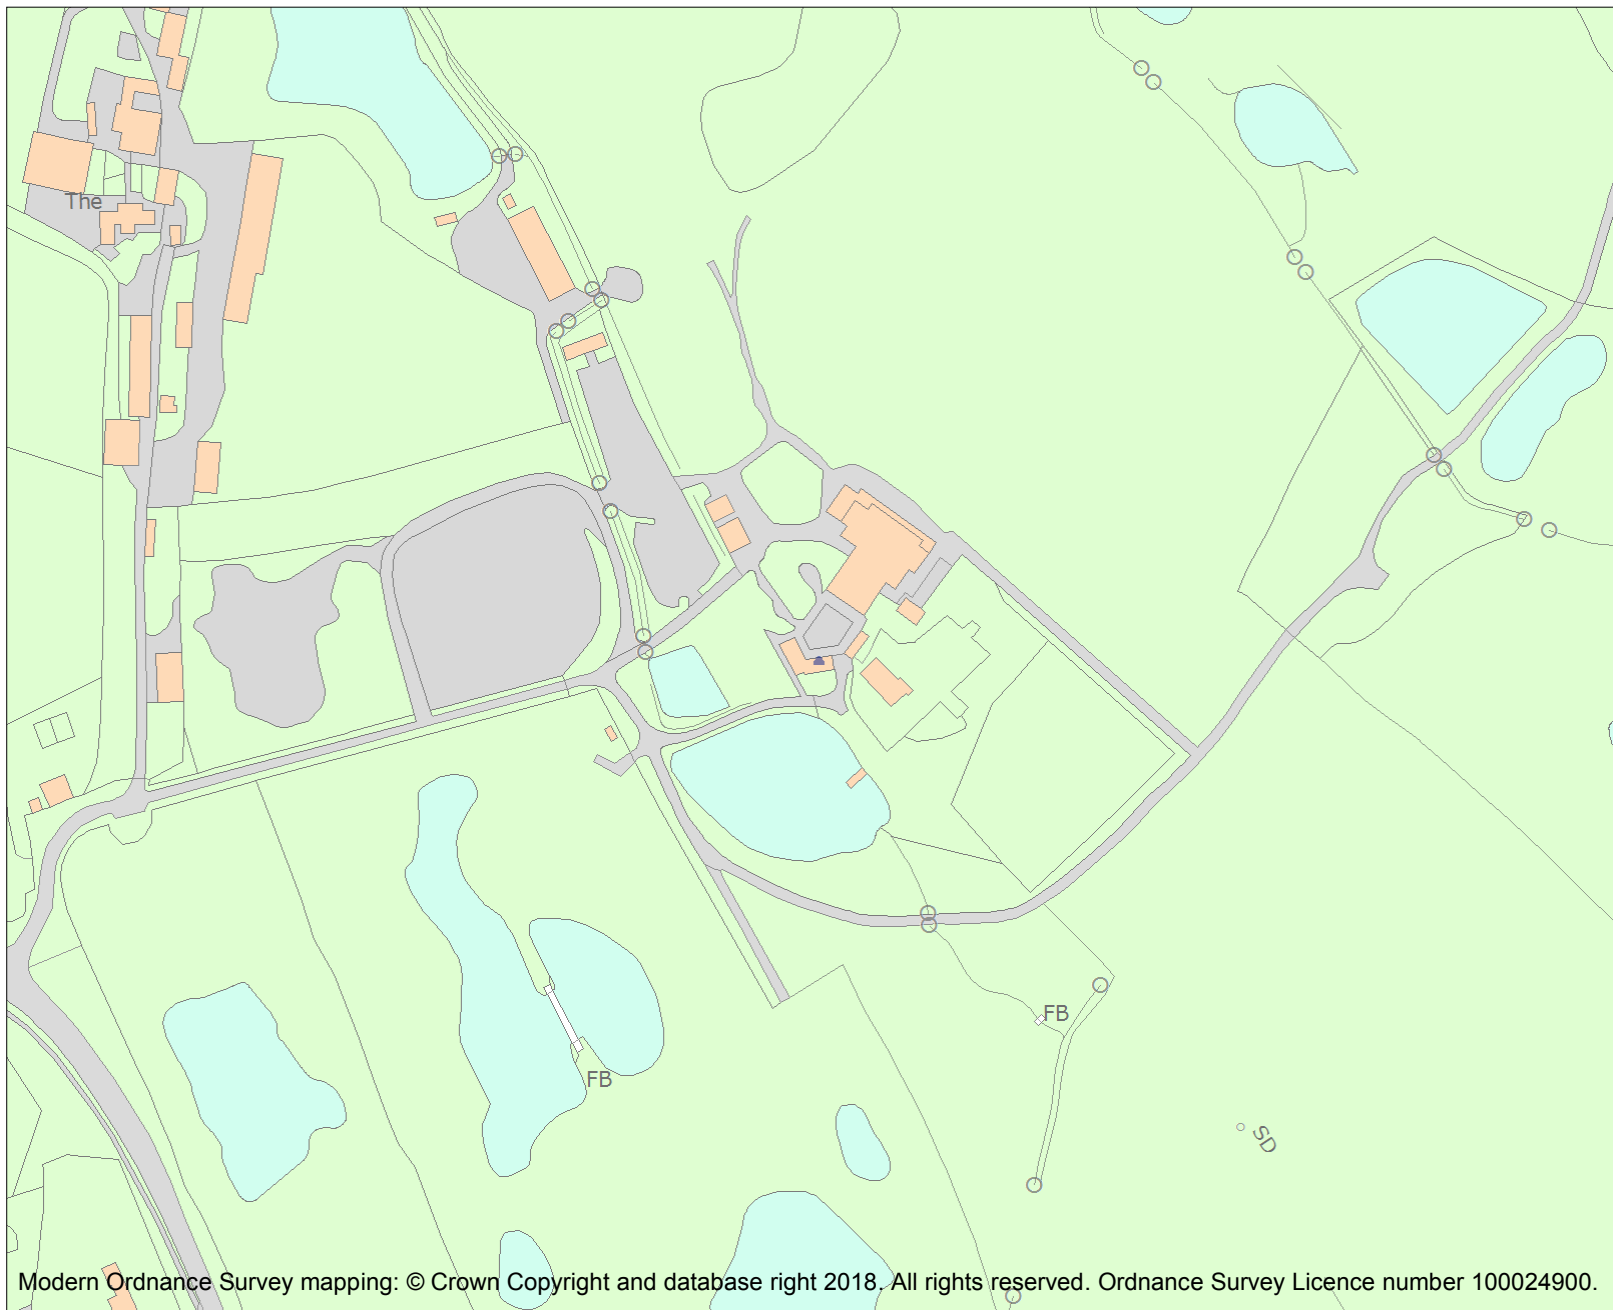 The
FB
FB
SD
Modern Ordnance Survey mapping: © Crown Copyright and database right 2018. All rights reserved. Ordnance Survey Licence number 100024900.